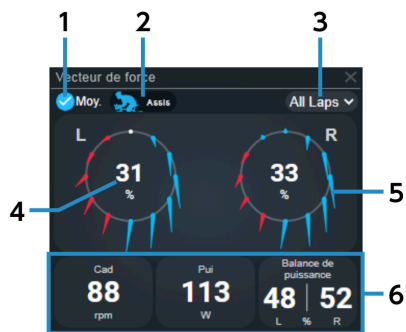 1 2 3
Vecteur de force
Moy. Assis All Laps
L R
31 33
% %
4
5
Cad Pui Balance de
puissance
88 113 48 52
rpm W L % R
6